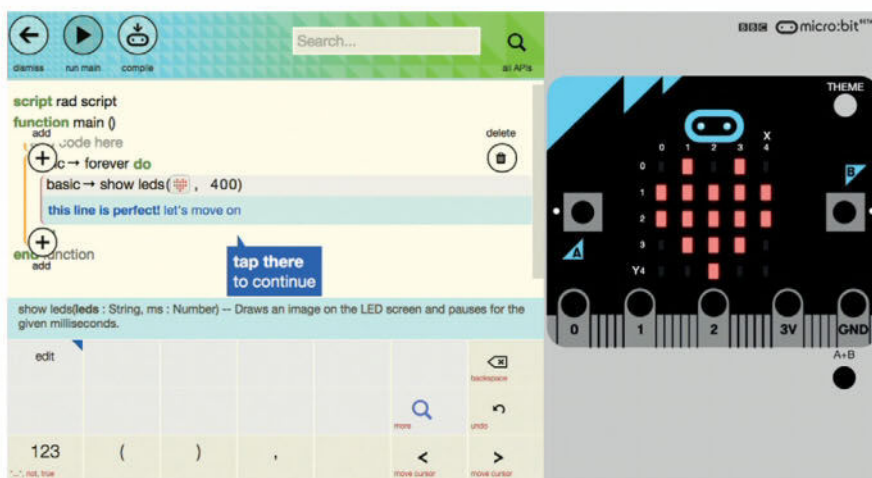 BBC micro:bit BETA
Search...
dismiss run main compile all APIs
THEME
script rad script
function main ()
add delete
code here
c → forever do
basic → show leds( , 400)
this line is perfect! let's move on
end function
add
tap there
to continue
show leds(leds : String, ms : Number) -- Draws an image on the LED screen and pauses for the
given milliseconds.
edit
backspace
more undo
123 ( ) , < >
"...", not, true move cursor move cursor
X
0 1 2 3 4
0
1
2
3
Y4
A B
0 1 2 3V GND
A+B